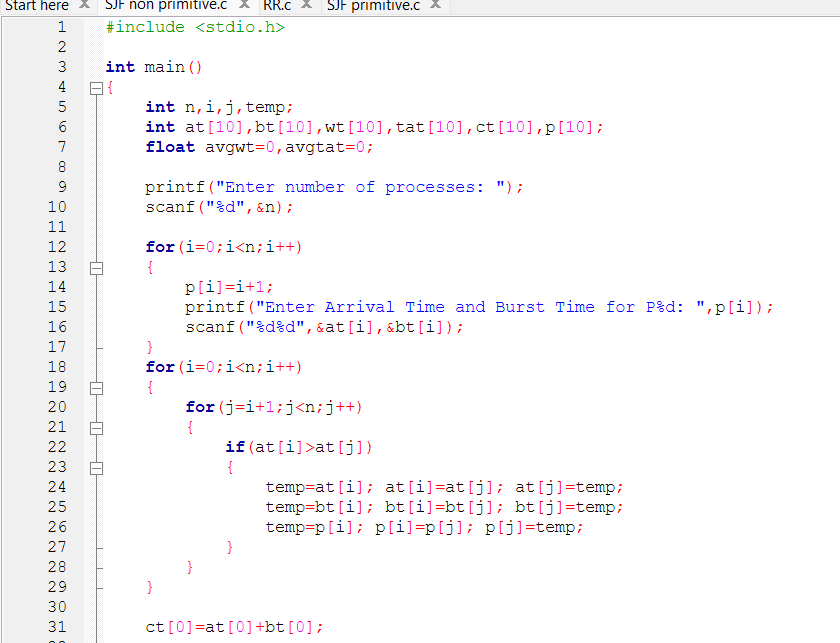 Start here X SJF non primitive.c X RR.c X SJF primitive.c X
1 #include <stdio.h>
2
3 int main()
4 {
5 int n,i,j,temp;
6 int at[10],bt[10],wt[10],tat[10],ct[10],p[10];
7 float avgwt=0,avgtat=0;
8
9 printf("Enter number of processes: ");
10 scanf("%d",&n);
11
12 for(i=0;i<n;i++)
13 {
14 p[i]=i+1;
15 printf("Enter Arrival Time and Burst Time for P%d: ",p[i]);
16 scanf("%d%d",&at[i],&bt[i]);
17 }
18 for(i=0;i<n;i++)
19 {
20 for(j=i+1;j<n;j++)
21 {
22 if(at[i]>at[j])
23 {
24 temp=at[i]; at[i]=at[j]; at[j]=temp;
25 temp=bt[i]; bt[i]=bt[j]; bt[j]=temp;
26 temp=p[i]; p[i]=p[j]; p[j]=temp;
27 }
28 }
29 }
30
31 ct[0]=at[0]+bt[0];